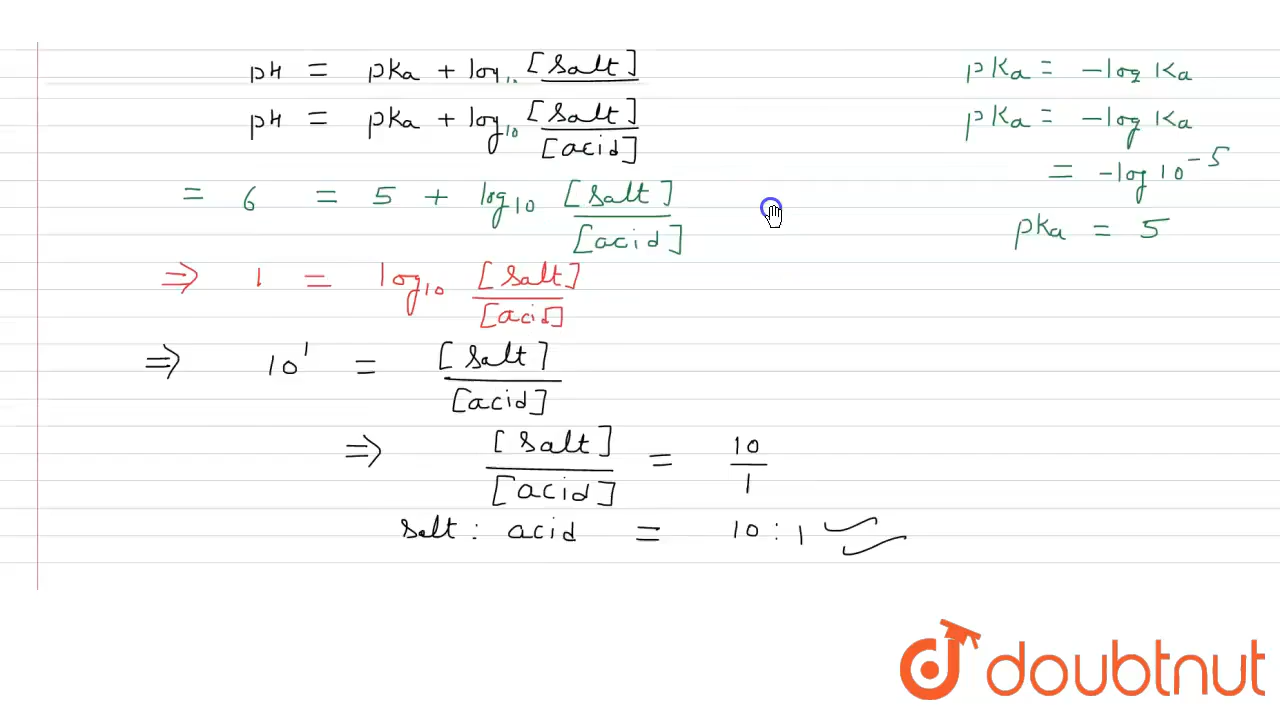 pH = pKa + log10 [Salt]
pKa = -log Ka
pH = pKa + log10 [Salt]/[acid]
pKa = -log Ka
= -log 10^-5
= 6 = 5 + log10 [Salt]/[acid]
pKa = 5
⇒ 1 = log10 [Salt]/[acid]
⇒ 10^1 = [Salt]/[acid]
⇒ [Salt]/[acid] = 10/1
Salt : acid = 10 : 1
doubtnut